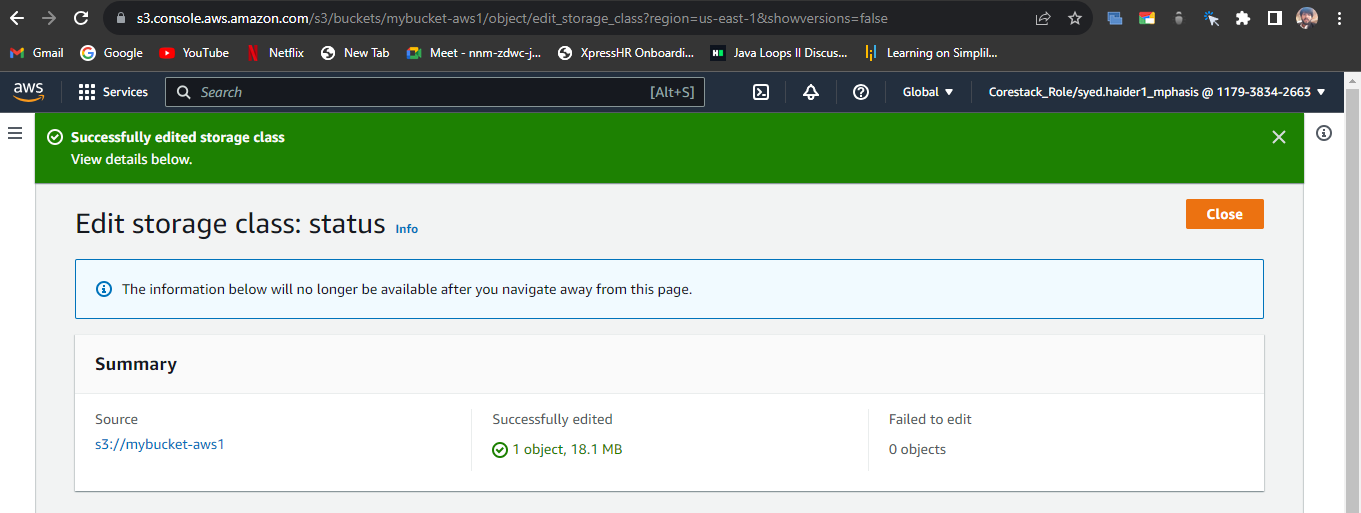 s3.console.aws.amazon.com/s3/buckets/mybucket-aws1/object/edit_storage_class?region=us-east-1&showversions=false
Gmail Google YouTube Netflix New Tab Meet - nnm-zdwc-j... XpressHR Onboardi... Java Loops II Discus... Learning on Simplil...
aws Services Search [Alt+S] Global Corestack_Role/syed.haider1_mphasis @ 1179-3834-2663
Successfully edited storage class
View details below.
Edit storage class: status Info
Close
The information below will no longer be available after you navigate away from this page.
Summary
Source Successfully edited Failed to edit
s3://mybucket-aws1 1 object, 18.1 MB 0 objects